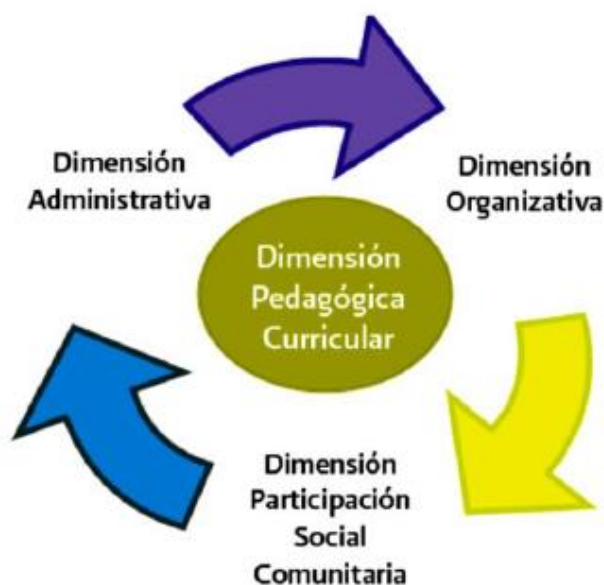 Dimensión
Administrativa
Dimensión
Organizativa
Dimensión
Pedagógica
Curricular
Dimensión
Participación
Social
Comunitaria